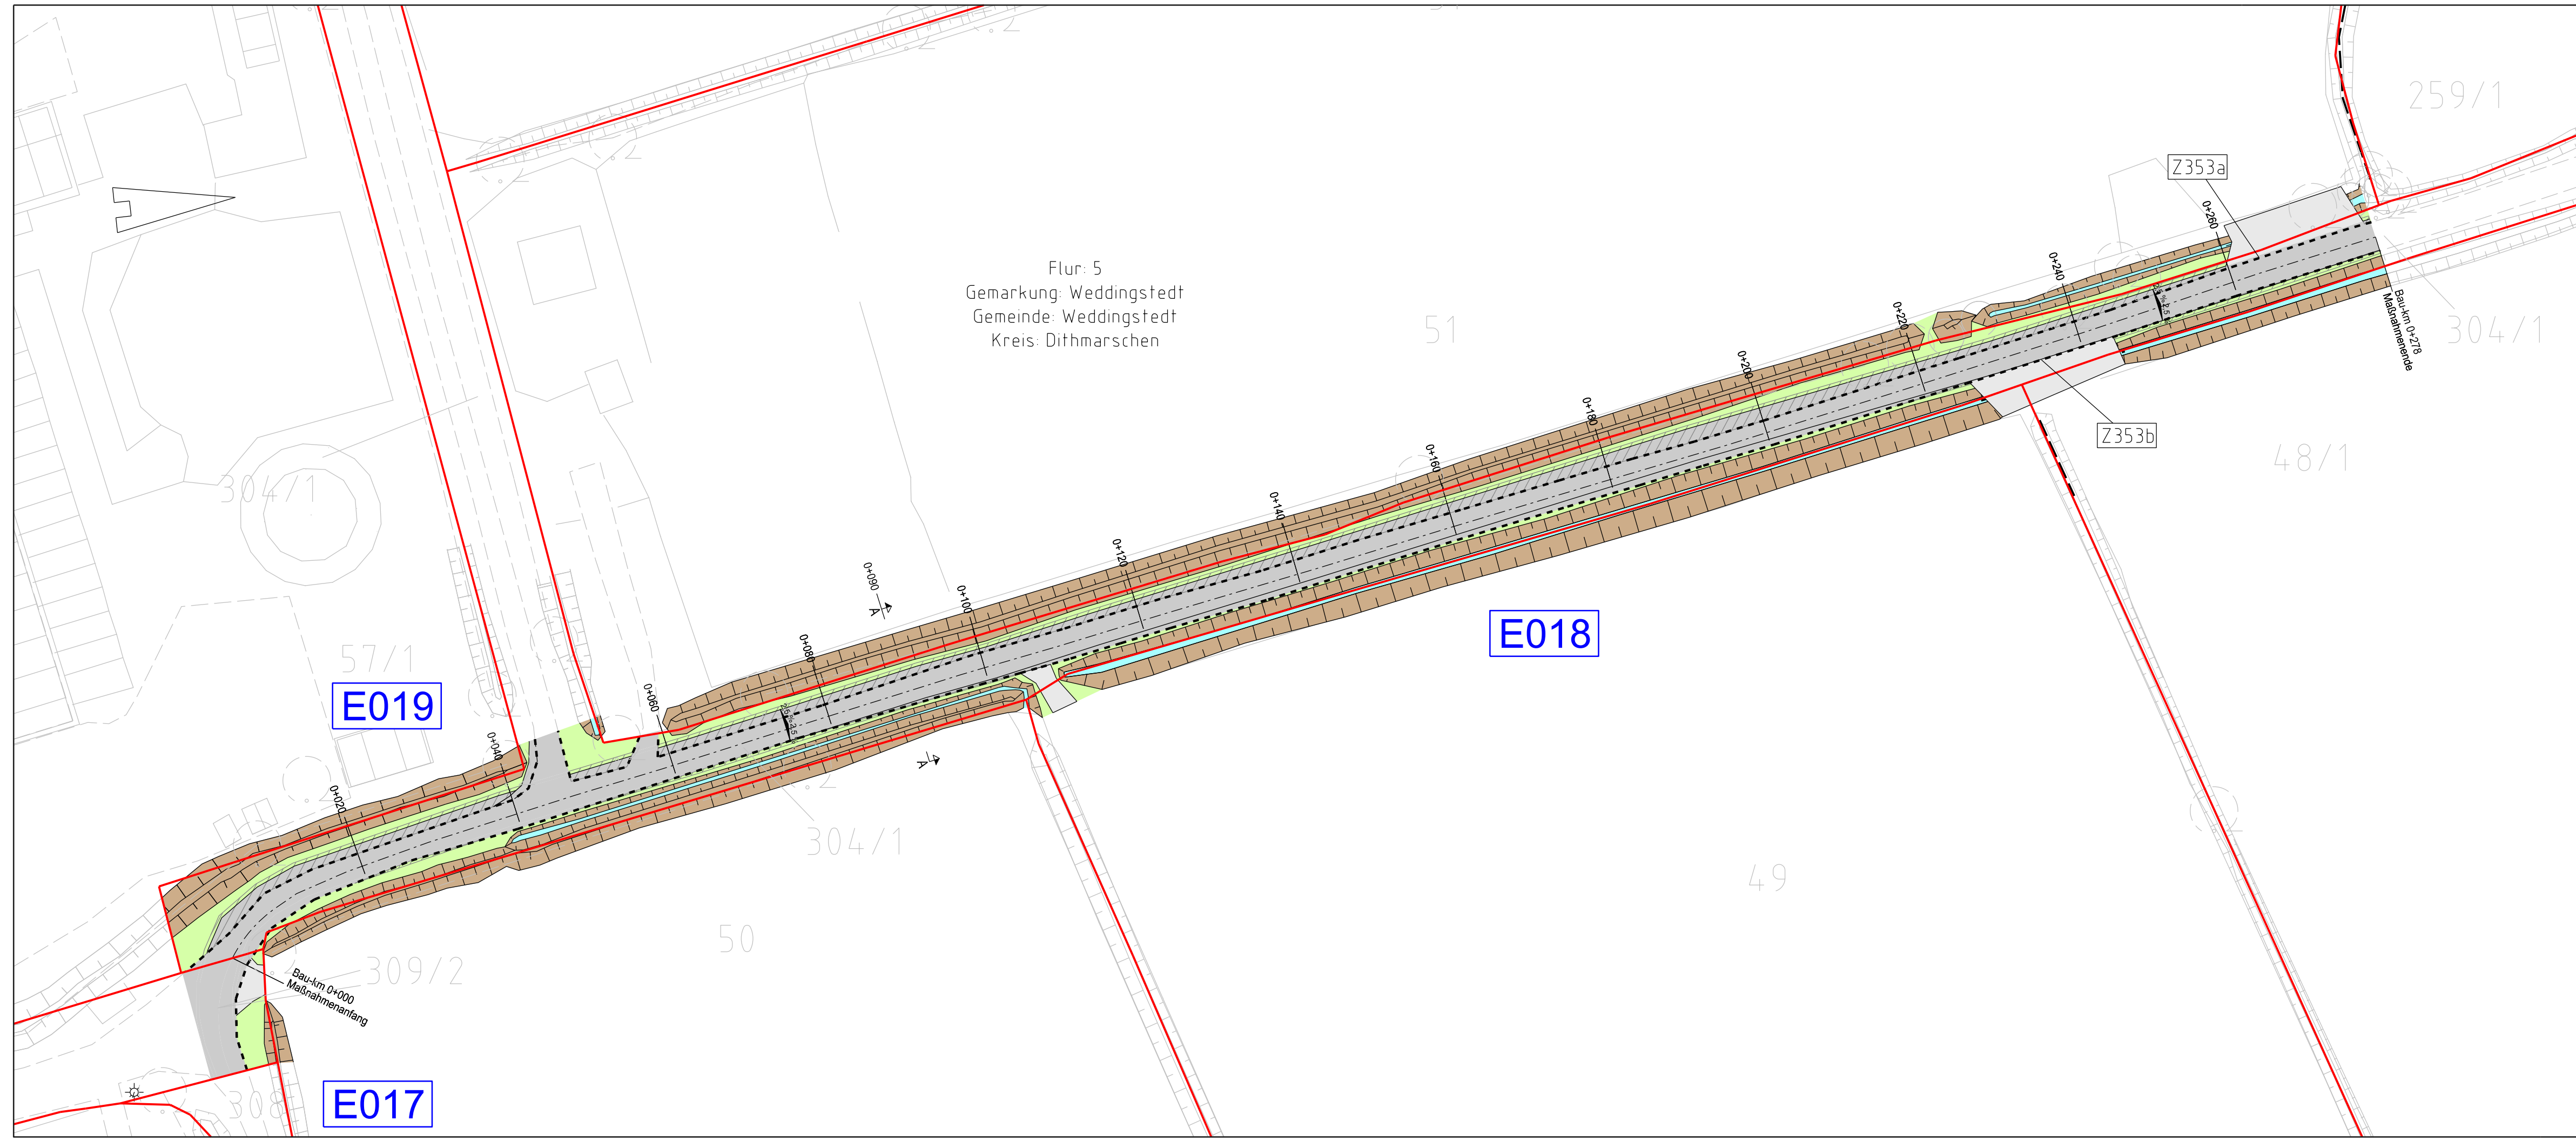 259/1
Z353a
0+260
Flur: 5
Gemarkung: Weddingstedt
Gemeinde: Weddingstedt
Kreis: Dithmarschen
51
0+240
0+220
Bau-km 0+278
Maßnahmenende
304/1
0+200
0+180
Z353b
48/1
0+160
304/1
0+140
0+120
0+090
A
0+100
E018
57/1
0+080
E019
0+060
0+040
A
0+020
304/1
49
50
309/2
Bau-km 0+000
Maßnahmenanfang
308
E017